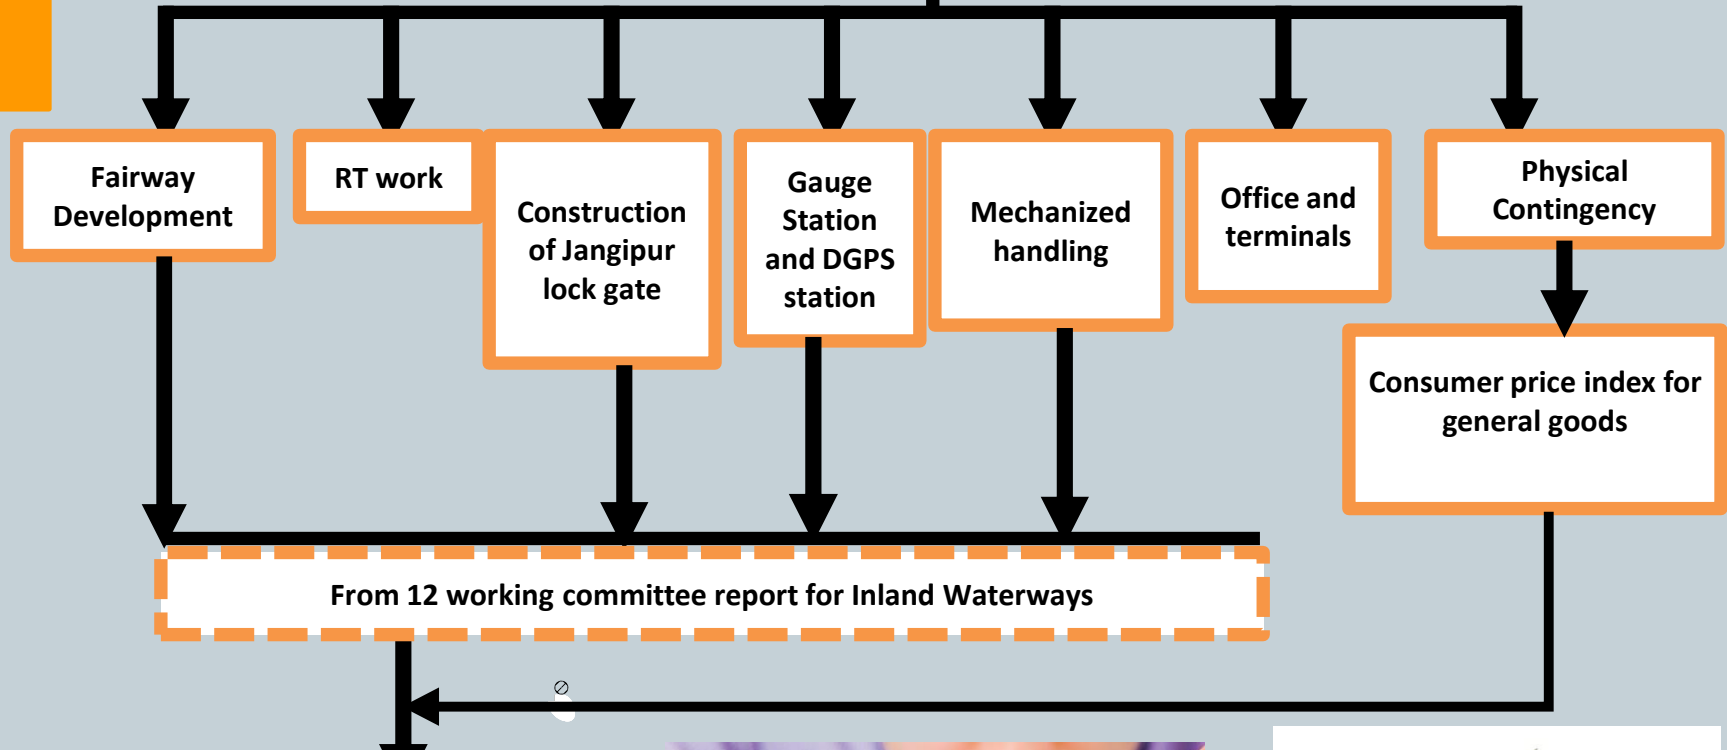 Fairway
Development
RT work
Construction
of Jangipur
lock gate
Gauge
Station
and DGPS
station
Mechanized
handling
Office and
terminals
Physical
Contingency
Consumer price index for
general goods
From 12 working committee report for Inland Waterways